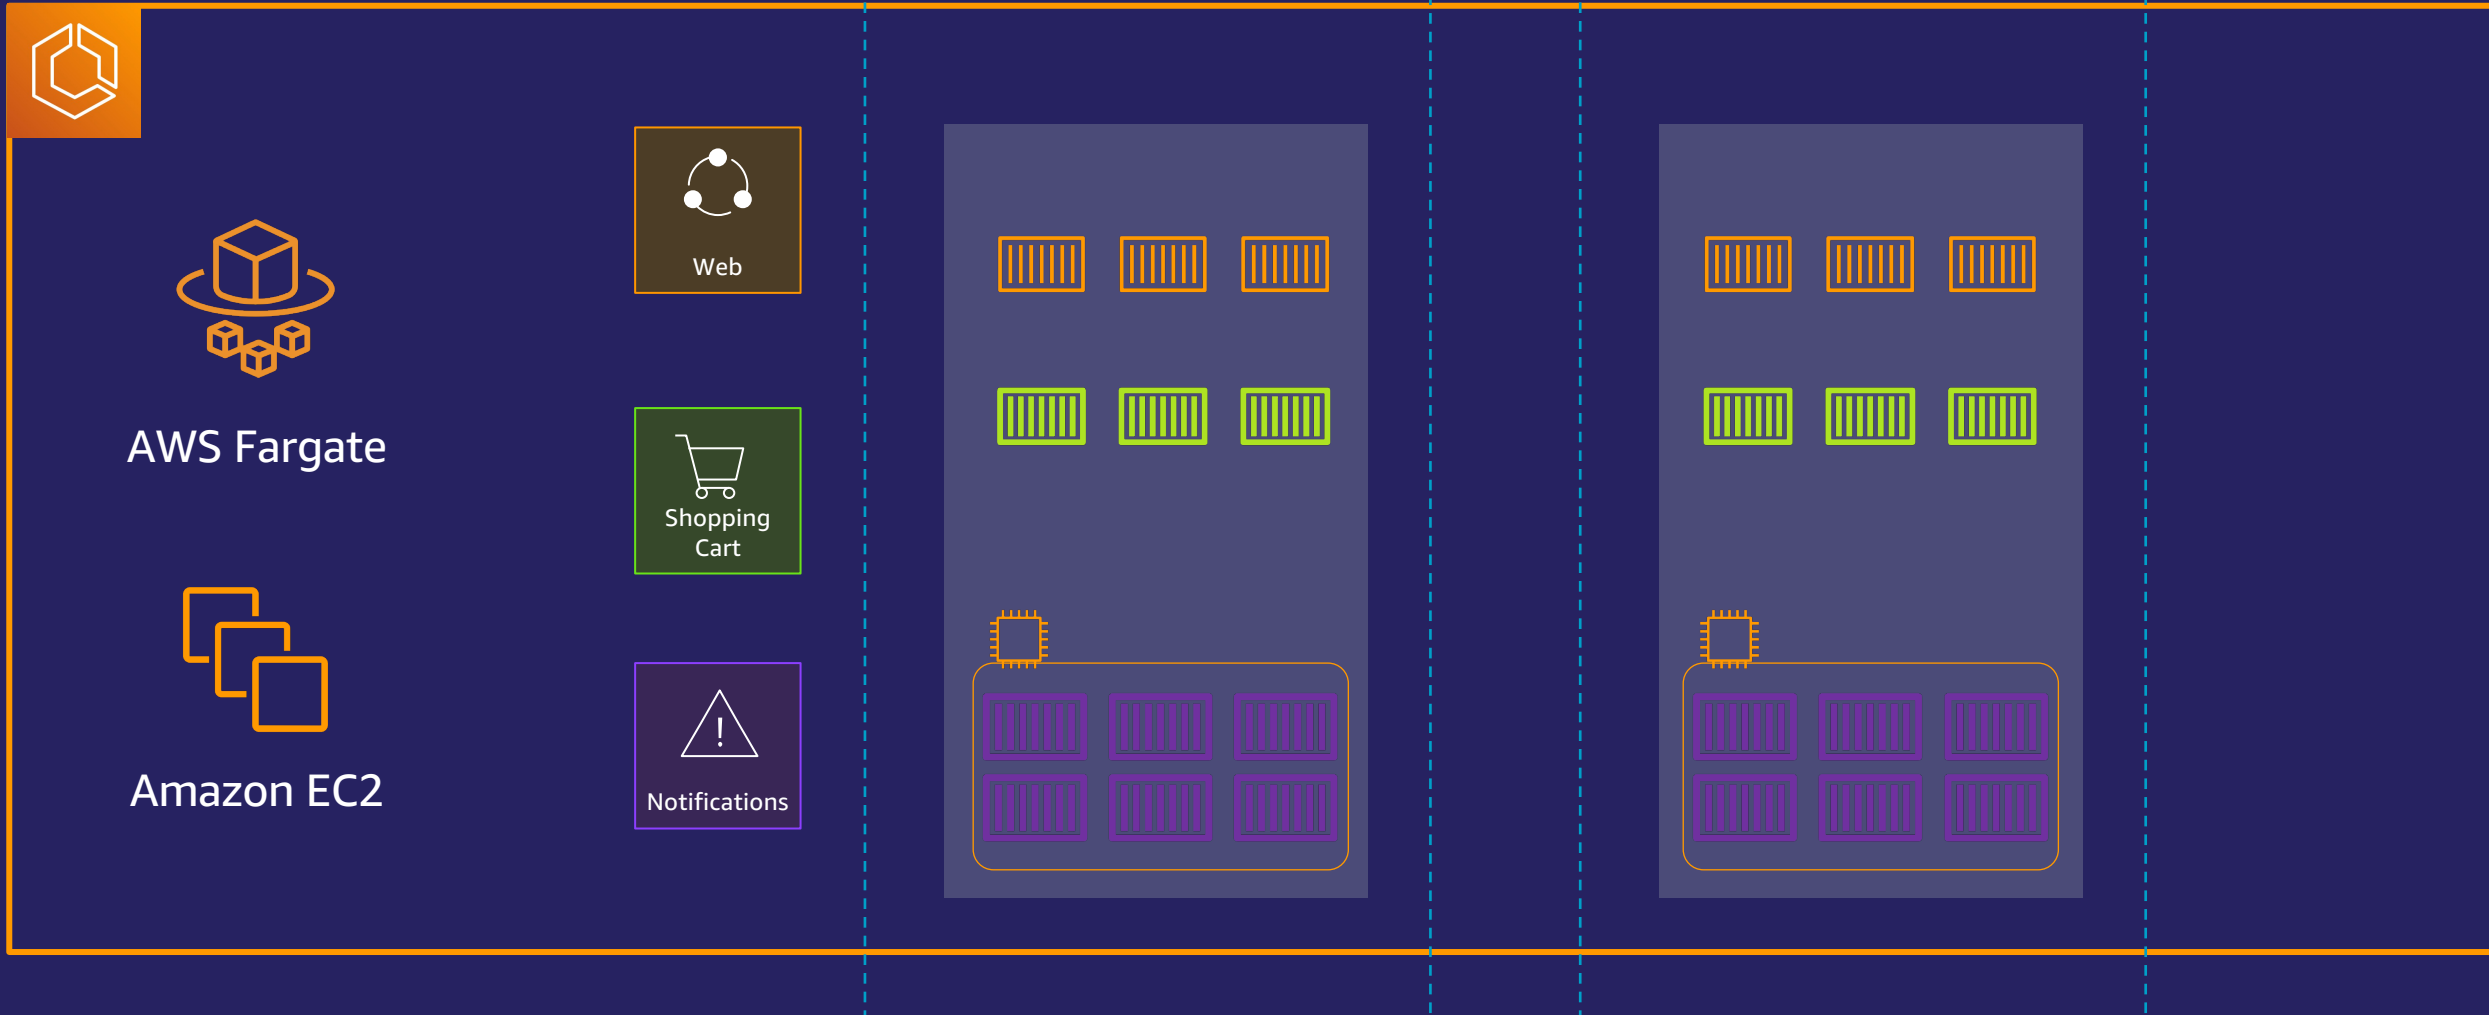 AWS Fargate
Amazon EC2
Web
Shopping
Cart
!
Notifications